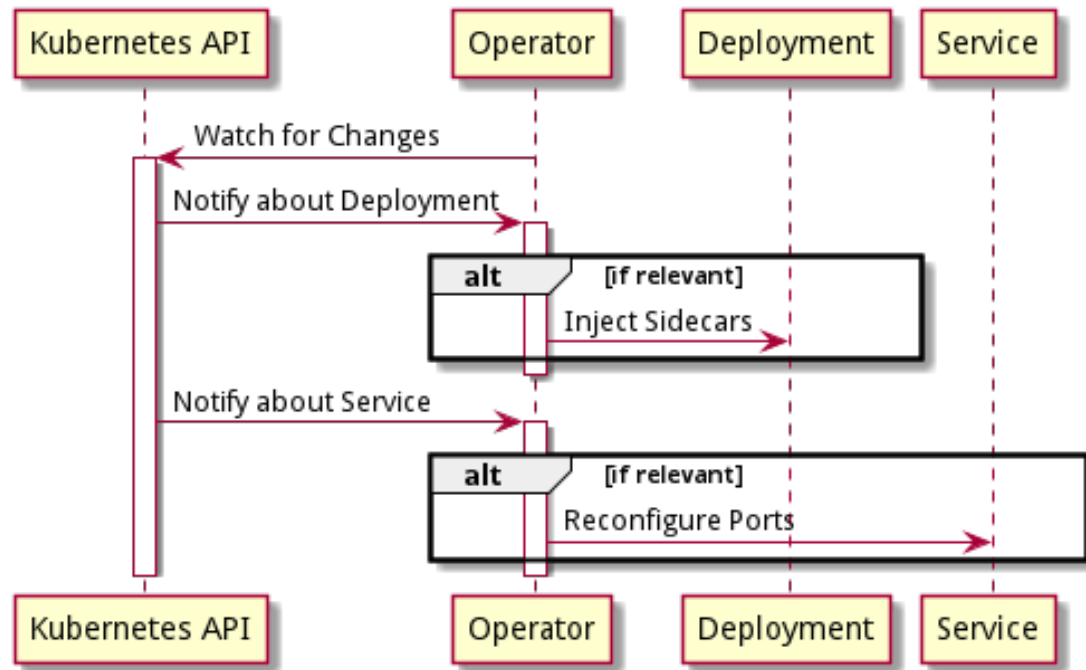 Kubernetes API
Operator
Deployment
Service
Watch for Changes
Notify about Deployment
alt [if relevant]
Inject Sidecars
Notify about Service
alt [if relevant]
Reconfigure Ports
Kubernetes API
Operator
Deployment
Service